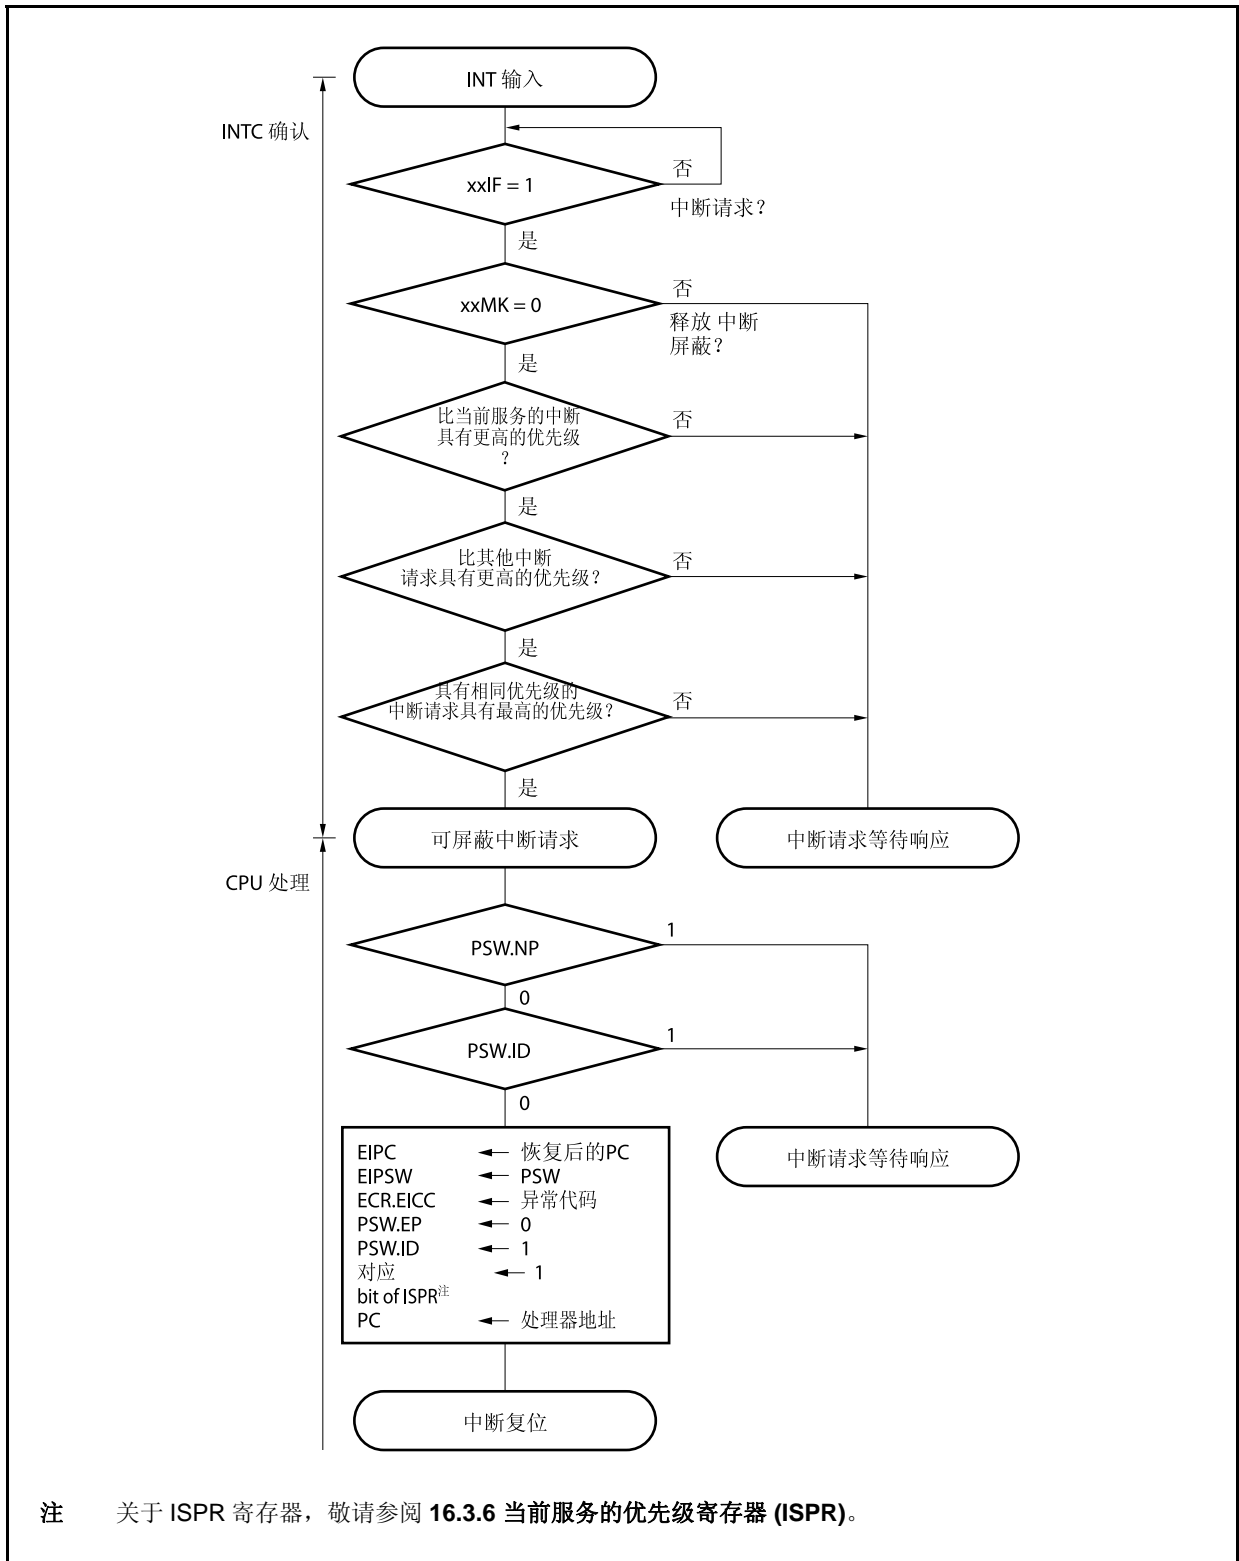 INT 输入
INTC 确认
xxIF = 1
否
中断请求？
是
xxMK = 0
否
释放 中断
屏蔽？
是
比当前服务的中断
具有更高的优先级
？
否
是
比其他中断
请求具有更高的优先级？
否
是
具有相同优先级的
中断请求具有最高的优先级？
否
是
可屏蔽中断请求
中断请求等待响应
CPU 处理
PSW.NP
1
0
PSW.ID
1
0
EIPC ← 恢复后的PC
EIPSW ← PSW
ECR.EICC ← 异常代码
PSW.EP ← 0
PSW.ID ← 1
对应 ← 1
bit of ISPR注
PC ← 处理器地址
中断请求等待响应
中断复位
注 关于 ISPR 寄存器，敬请参阅 16.3.6 当前服务的优先级寄存器 (ISPR)。